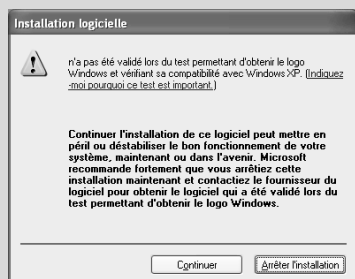 Installation logicielle
n'a pas été validé lors du test permettant d'obtenir le logo
Windows et vérifiant sa compatibilité avec Windows XP. (Indiquez
-moi pourquoi ce test est important.)
Continuer l'installation de ce logiciel peut mettre en
péril ou déstabiliser le bon fonctionnement de votre
système, maintenant ou dans l'avenir. Microsoft
recommande fortement que vous arrêtiez cette
installation maintenant et contactiez le fournisseur du
logiciel pour obtenir le logiciel qui a été validé lors du
test permettant d'obtenir le logo Windows.
Continuer
Arrêter l'installation